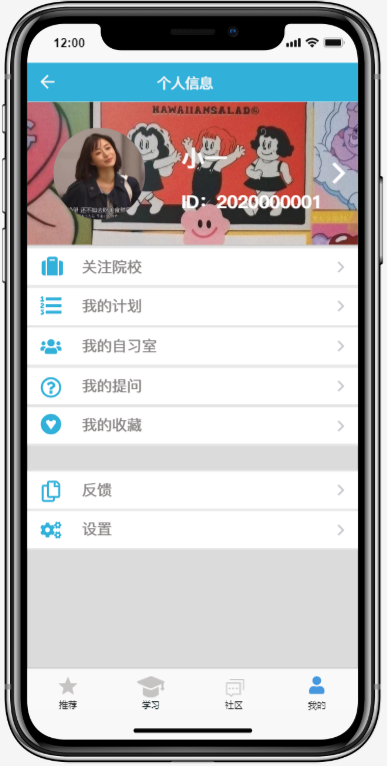 12:00
个人信息
HAWAIIANSALAD®
小一
ID：2020000001
关注院校
我的计划
我的自习室
我的提问
我的收藏
反馈
设置
推荐
学习
社区
我的